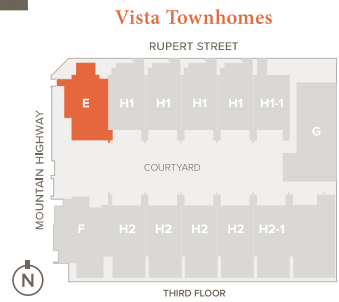 Vista Townhomes
RUPERT STREET
E H1 H1 H1 H1 H1-1
G
MOUNTAIN HIGHWAY
COURTYARD
F H2 H2 H2 H2 H2-1
N
THIRD FLOOR